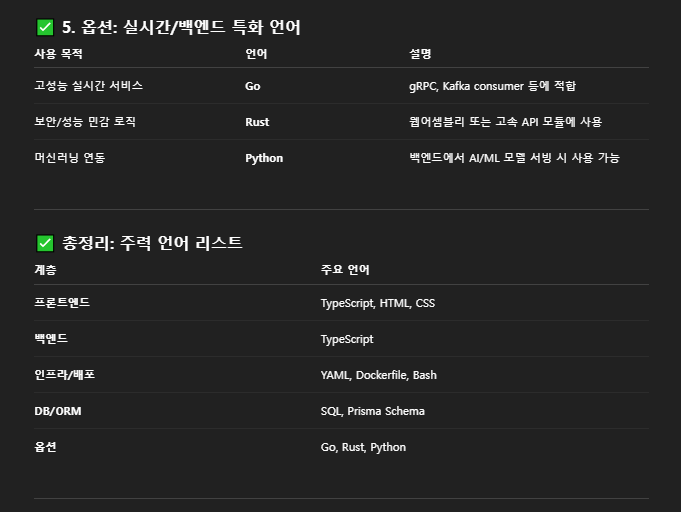 ✅ 5. 옵션: 실시간/백엔드 특화 언어
사용 목적 언어 설명
고성능 실시간 서비스 Go gRPC, Kafka consumer 등에 적합
보안/성능 민감 로직 Rust 웹어셈블리 또는 고속 API 모듈에 사용
머신러닝 연동 Python 백엔드에서 AI/ML 모델 서빙 시 사용 가능
✅ 총정리: 주력 언어 리스트
계층 주요 언어
프론트엔드 TypeScript, HTML, CSS
백엔드 TypeScript
인프라/배포 YAML, Dockerfile, Bash
DB/ORM SQL, Prisma Schema
옵션 Go, Rust, Python